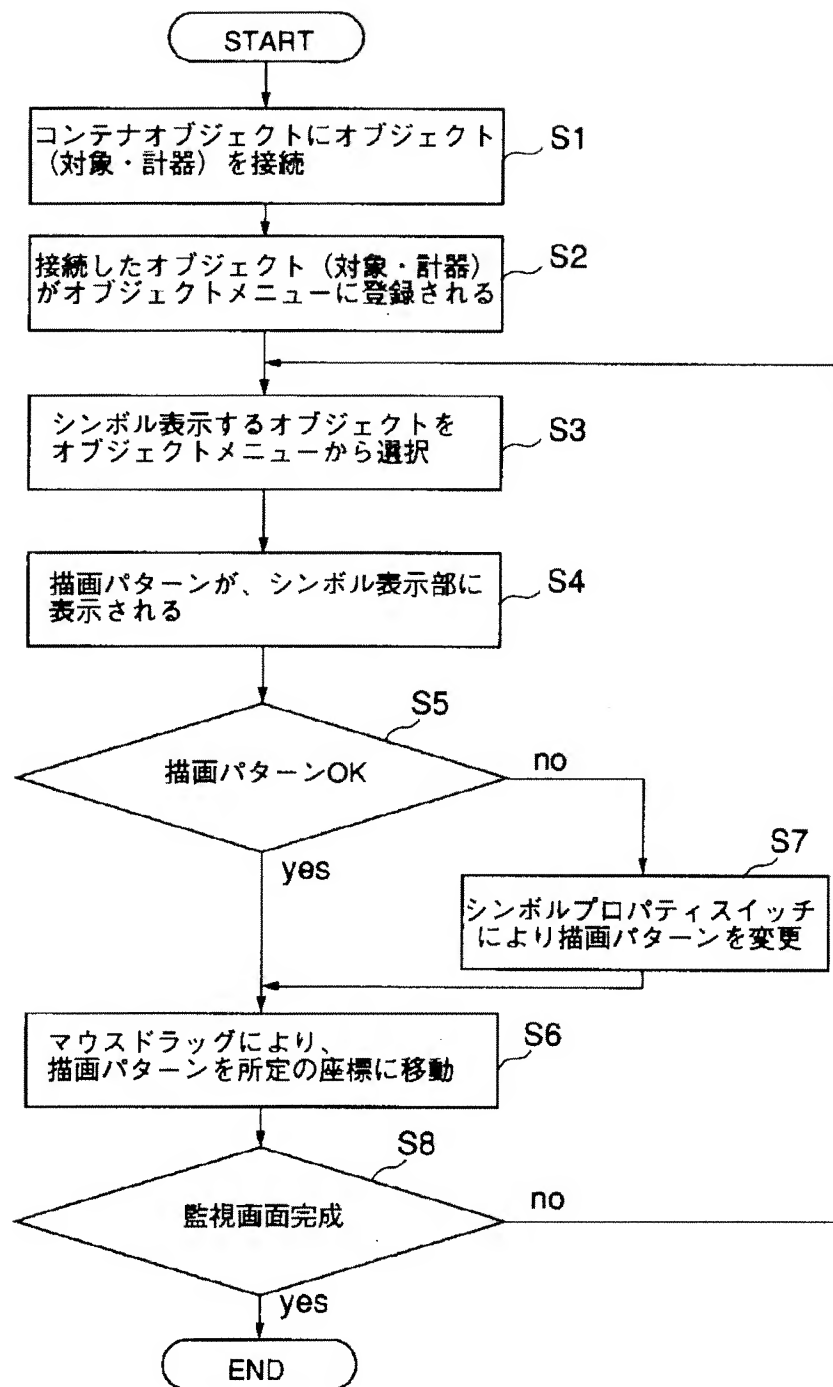 START
コンテナオブジェクトにオブジェクト
（対象・計器）を接続
S1
接続したオブジェクト（対象・計器）
がオブジェクトメニューに登録される
S2
シンボル表示するオブジェクトを
オブジェクトメニューから選択
S3
描画パターンが、シンボル表示部に
表示される
S4
S5
描画パターンOK
no
yes
S7
シンボルプロパティスイッチ
により描画パターンを変更
マウスドラッグにより、
描画パターンを所定の座標に移動
S6
S8
監視画面完成
no
yes
END